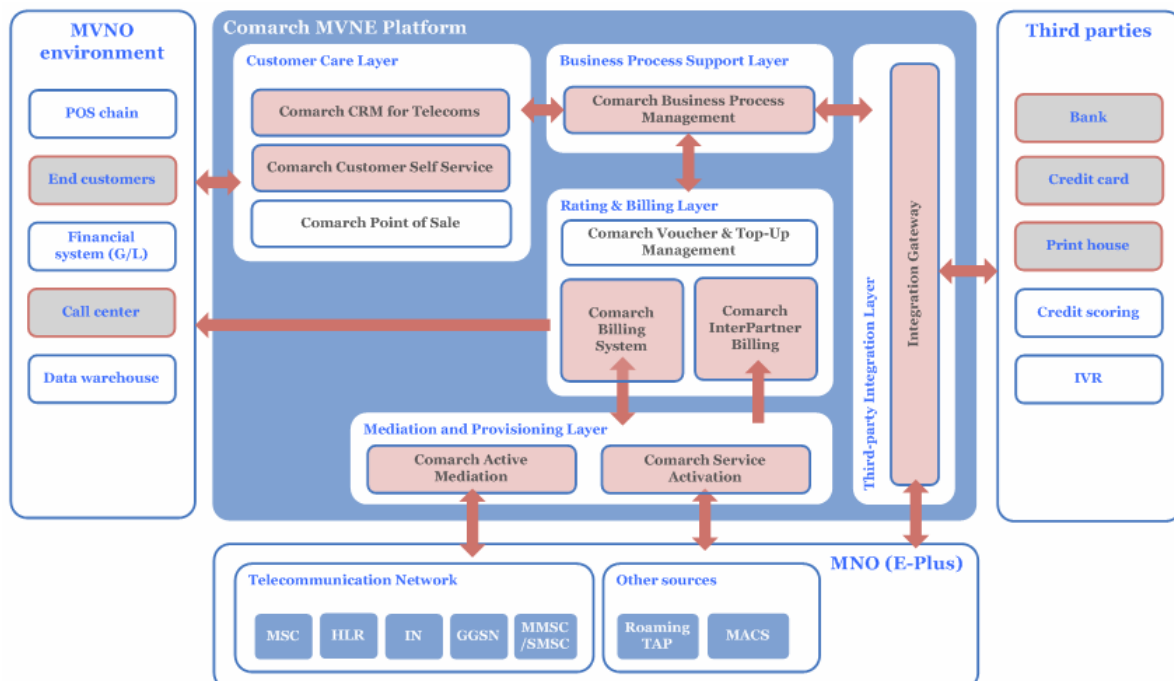 MVNO
environment
POS chain
End customers
Financial
system (G/L)
Call center
Data warehouse
Comarch MVNE Platform
Customer Care Layer
Comarch CRM for Telecoms
Comarch Customer Self Service
Comarch Point of Sale
Business Process Support Layer
Comarch Business Process
Management
Rating & Billing Layer
Comarch Voucher & Top-Up
Management
Comarch
Billing
System
Comarch
InterPartner
Billing
Mediation and Provisioning Layer
Comarch Active
Mediation
Comarch Service
Activation
Third-party Integration Layer
Integration Gateway
Third parties
Bank
Credit card
Print house
Credit scoring
IVR
MNO (E-Plus)
Telecommunication Network
MSC
HLR
IN
GGSN
MMSC
/SMSC
Other sources
Roaming
TAP
MACS